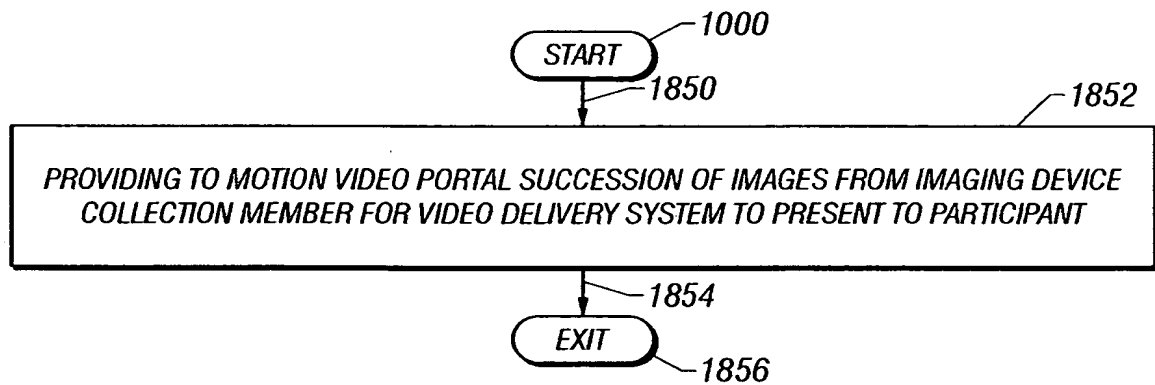 START
1000
1850
1852
PROVIDING TO MOTION VIDEO PORTAL SUCCESSION OF IMAGES FROM IMAGING DEVICE
COLLECTION MEMBER FOR VIDEO DELIVERY SYSTEM TO PRESENT TO PARTICIPANT
1854
EXIT
1856